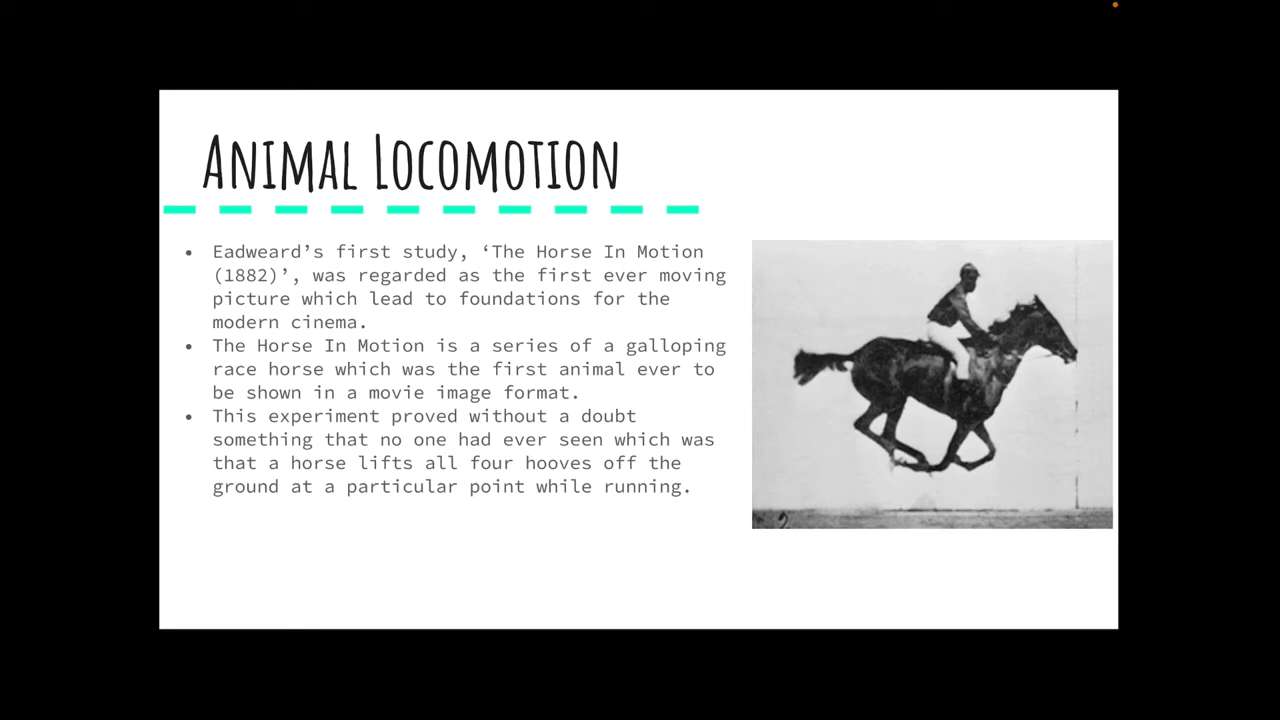 Animal Locomotion
• Eadweard’s first study, ‘The Horse In Motion
(1882)’, was regarded as the first ever moving
picture which lead to foundations for the
modern cinema.
• The Horse In Motion is a series of a galloping
race horse which was the first animal ever to
be shown in a movie image format.
• This experiment proved without a doubt
something that no one had ever seen which was
that a horse lifts all four hooves off the
ground at a particular point while running.
2